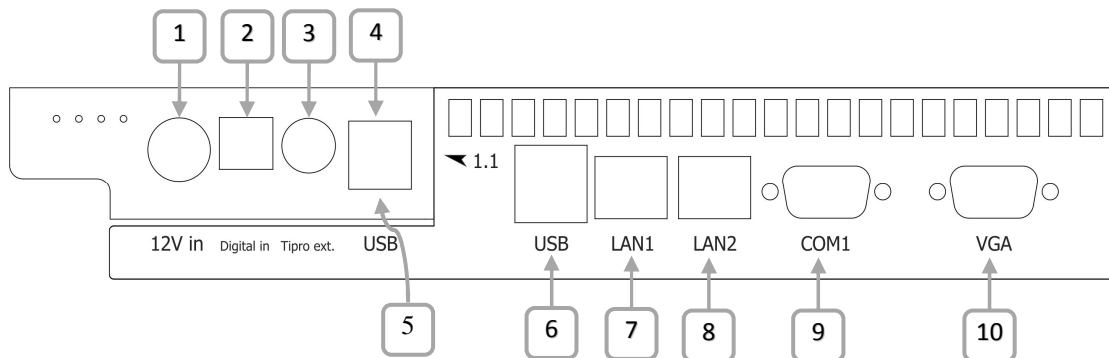 1 2 3 4
1.1
12V in Digital in Tipro ext. USB USB LAN1 LAN2 COM1 VGA
5 6 7 8 9 10